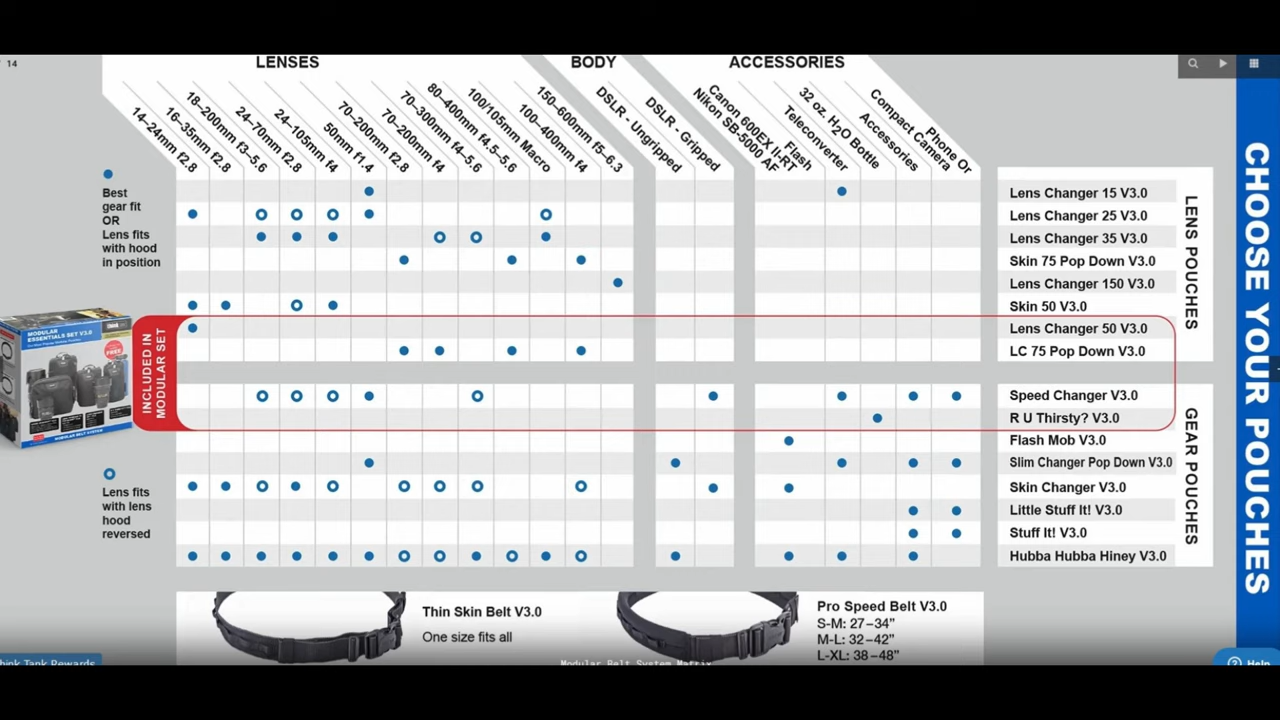 14
LENSES
BODY
ACCESSORIES
14–24mm f2.8
16–35mm f2.8
18–200mm f3–5.6
24–70mm f2.8
24–105mm f4
50mm f1.4
70–200mm f2.8
70–200mm f4
70–300mm f4–5.6
80–400mm f4.5–5.6
100/105mm Macro
100–400mm f4
150–600mm f5–6.3
DSLR - Ungripped
DSLR - Gripped
Nikon SB-5000 AF
Canon 600EX II-RT
Flash
Teleconverter
32 oz. H2O Bottle
Accessories
Compact Camera
Phone Or
Best
gear fit
OR
Lens fits
with hood
in position
Lens Changer 15 V3.0
Lens Changer 25 V3.0
Lens Changer 35 V3.0
Skin 75 Pop Down V3.0
Lens Changer 150 V3.0
Skin 50 V3.0
Lens Changer 50 V3.0
LC 75 Pop Down V3.0
LENS POUCHES
MODULAR
ESSENTIALS SET V3.0
FREE
MODULAR BELT SYSTEM
INCLUDED IN
MODULAR SET
Speed Changer V3.0
R U Thirsty? V3.0
Flash Mob V3.0
Slim Changer Pop Down V3.0
Skin Changer V3.0
Little Stuff It! V3.0
Stuff It! V3.0
Hubba Hubba Hiney V3.0
GEAR POUCHES
Lens fits
with lens
hood
reversed
CHOOSE YOUR POUCHES
Thin Skin Belt V3.0
One size fits all
Pro Speed Belt V3.0
S-M: 27–34”
M-L: 32–42”
L-XL: 38–48”
hink Tank Rewards
Modular Belt System Matrix
Help